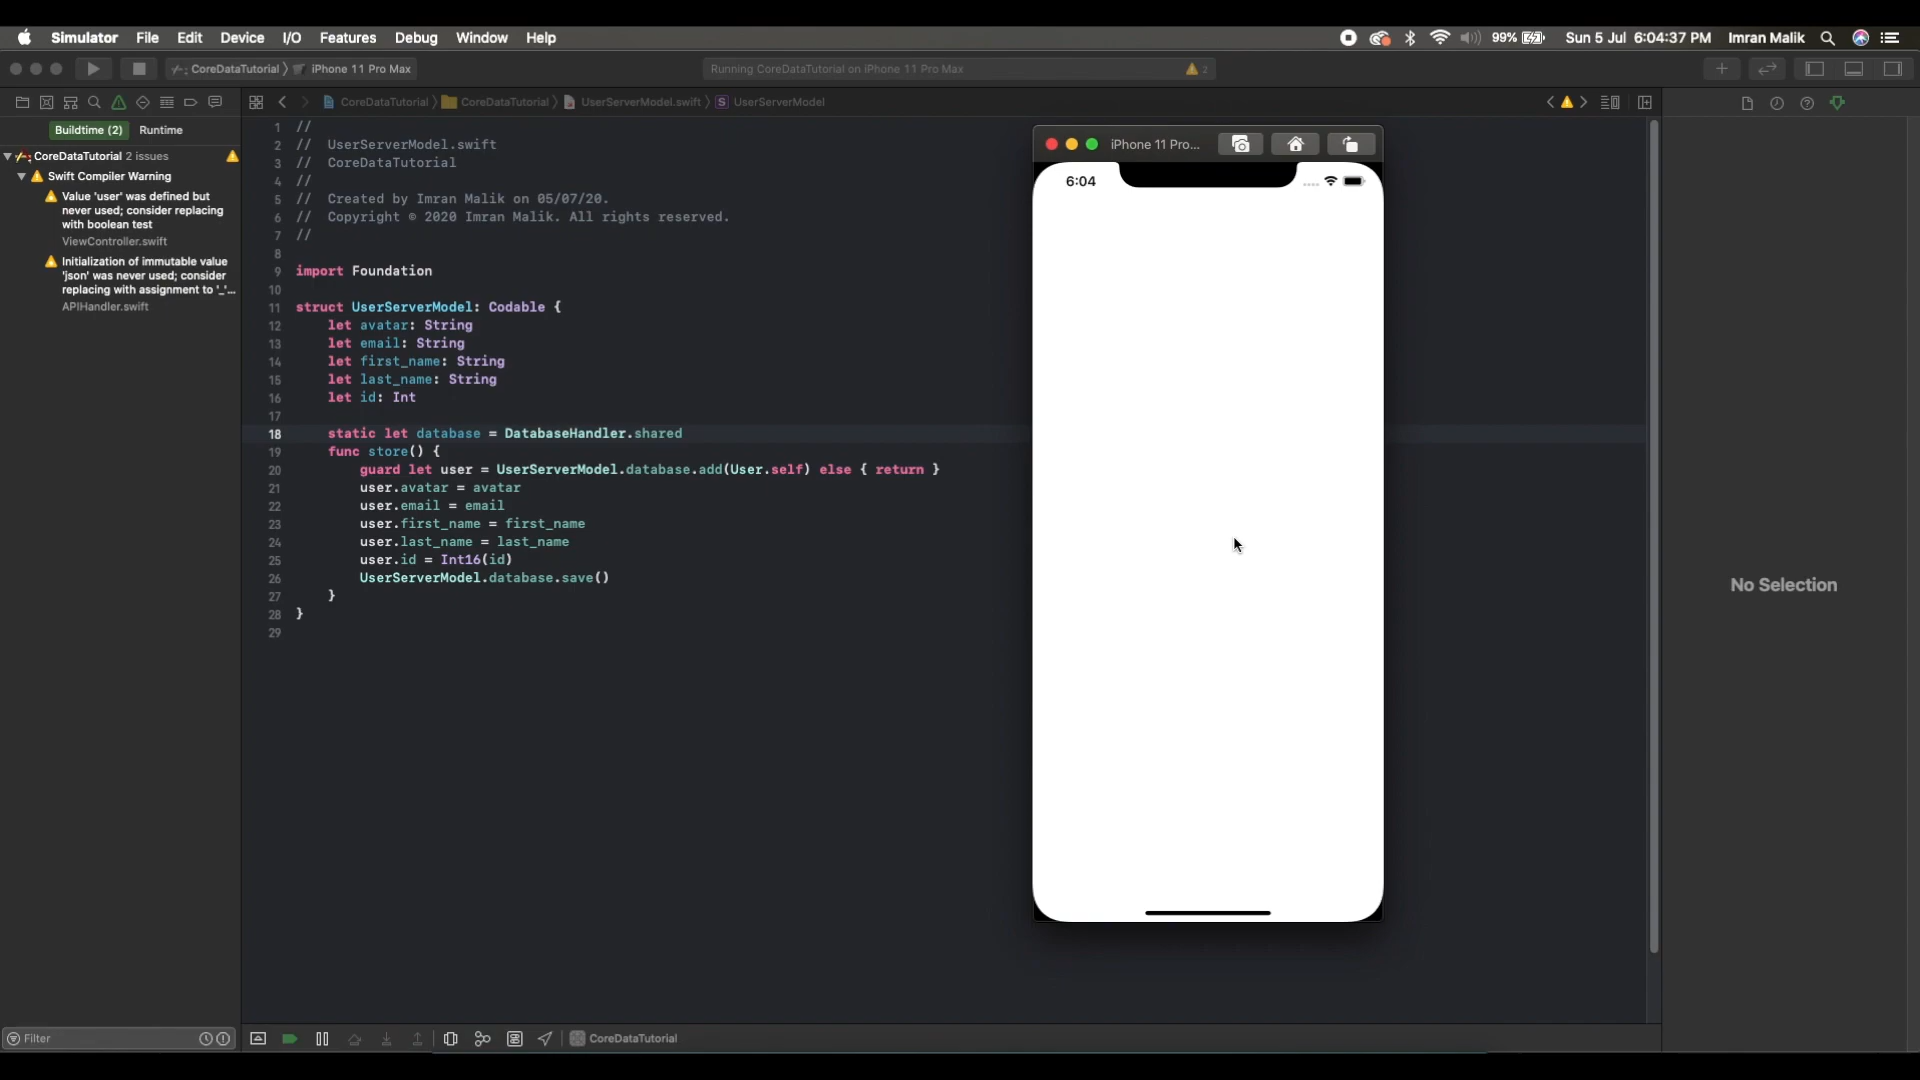 Simulator File Edit Device I/O Features Debug Window Help 99% Sun 5 Jul 6:04:37 PM Imran Malik
CoreDataTutorial 〉 iPhone 11 Pro Max Running CoreDataTutorial on iPhone 11 Pro Max 2
CoreDataTutorial 〉 CoreDataTutorial 〉 UserServerModel.swift 〉 S UserServerModel
Buildtime (2) Runtime
CoreDataTutorial 2 issues
Swift Compiler Warning
Value 'user' was defined but
never used; consider replacing
with boolean test
ViewController.swift
Initialization of immutable value
'json' was never used; consider
replacing with assignment to '_'...
APIHandler.swift
1 //
2 // UserServerModel.swift
3 // CoreDataTutorial
4 //
5 // Created by Imran Malik on 05/07/20.
6 // Copyright © 2020 Imran Malik. All rights reserved.
7 //
8
9 import Foundation
10
11 struct UserServerModel: Codable {
12 let avatar: String
13 let email: String
14 let first_name: String
15 let last_name: String
16 let id: Int
17
18 static let database = DatabaseHandler.shared
19 func store() {
20 guard let user = UserServerModel.database.add(User.self) else { return }
21 user.avatar = avatar
22 user.email = email
23 user.first_name = first_name
24 user.last_name = last_name
25 user.id = Int16(id)
26 UserServerModel.database.save()
27 }
28 }
29
iPhone 11 Pro...
6:04
No Selection
Filter
CoreDataTutorial